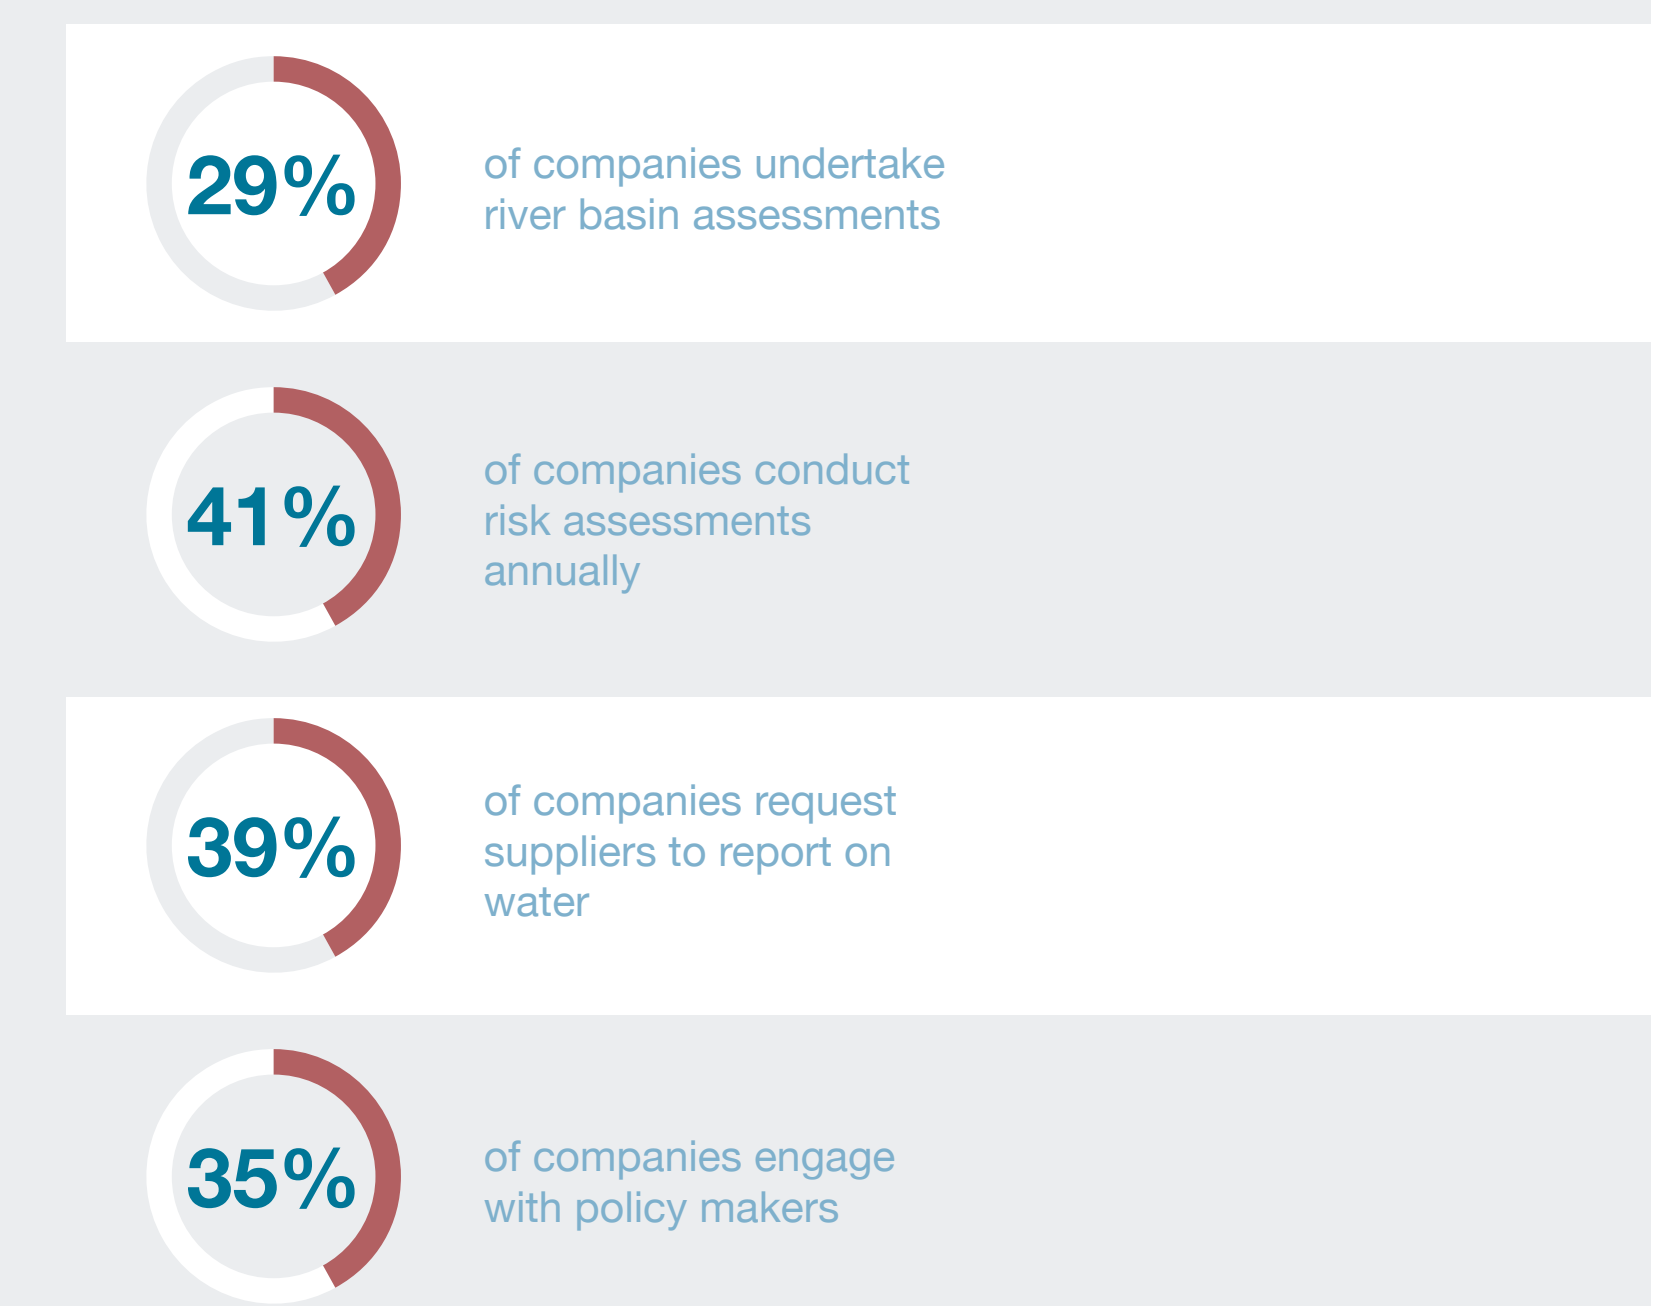 29%
of companies undertake
river basin assessments
41%
of companies conduct
risk assessments
annually
39%
of companies request
suppliers to report on
water
35%
of companies engage
with policy makers